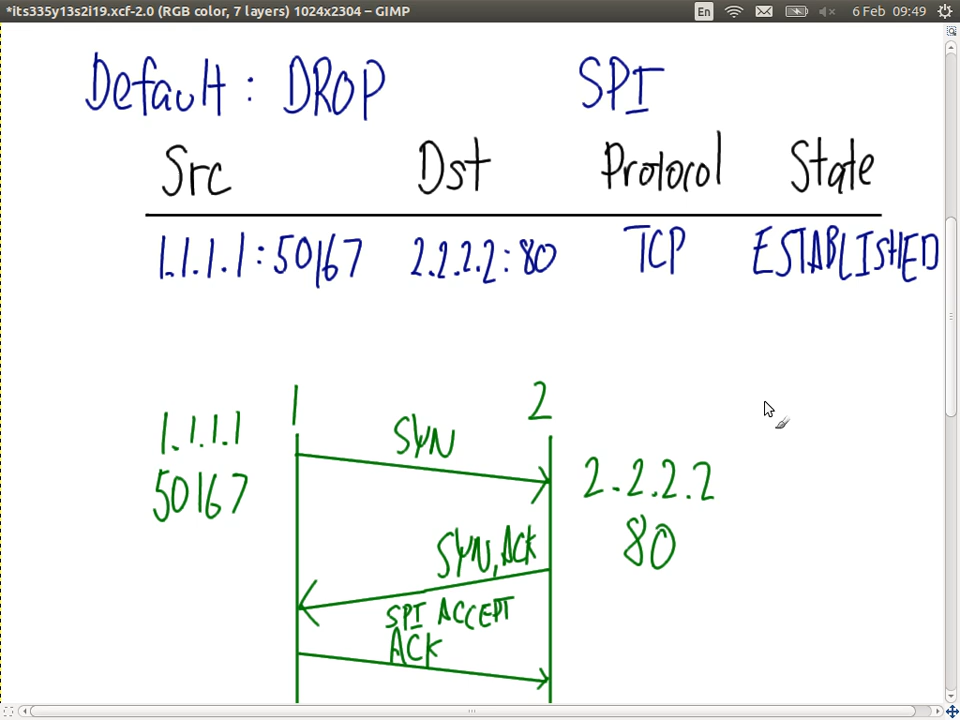 *its335y13s2i19.xcf-2.0 (RGB color, 7 layers) 1024x2304 – GIMP
En
6 Feb 09:49
Default: DROP SPI
Src Dst Protocol State
1.1.1.1:50167 2.2.2.2:80 TCP ESTABLISHED
1 2
1.1.1.1
SYN
2.2.2.2
50167
80
SYN, ACK
SPI ACCEPT
ACK